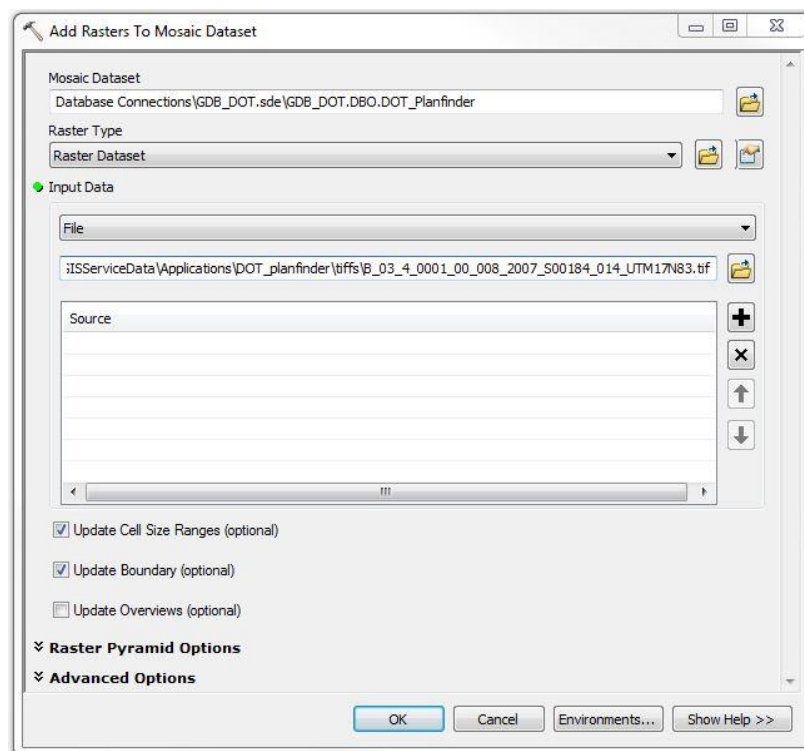 Add Rasters To Mosaic Dataset
Mosaic Dataset
Database Connections\GDB_DOT.sde\GDB_DOT.DBO.DOT_Planfinder
Raster Type
Raster Dataset
Input Data
File
ISServiceData\Applications\DOT_planfinder\tiffs\B_03_4_0001_00_008_2007_S00184_014_UTM17N83.tif
Source
Update Cell Size Ranges (optional)
Update Boundary (optional)
Update Overviews (optional)
Raster Pyramid Options
Advanced Options
OK Cancel Environments... Show Help >>